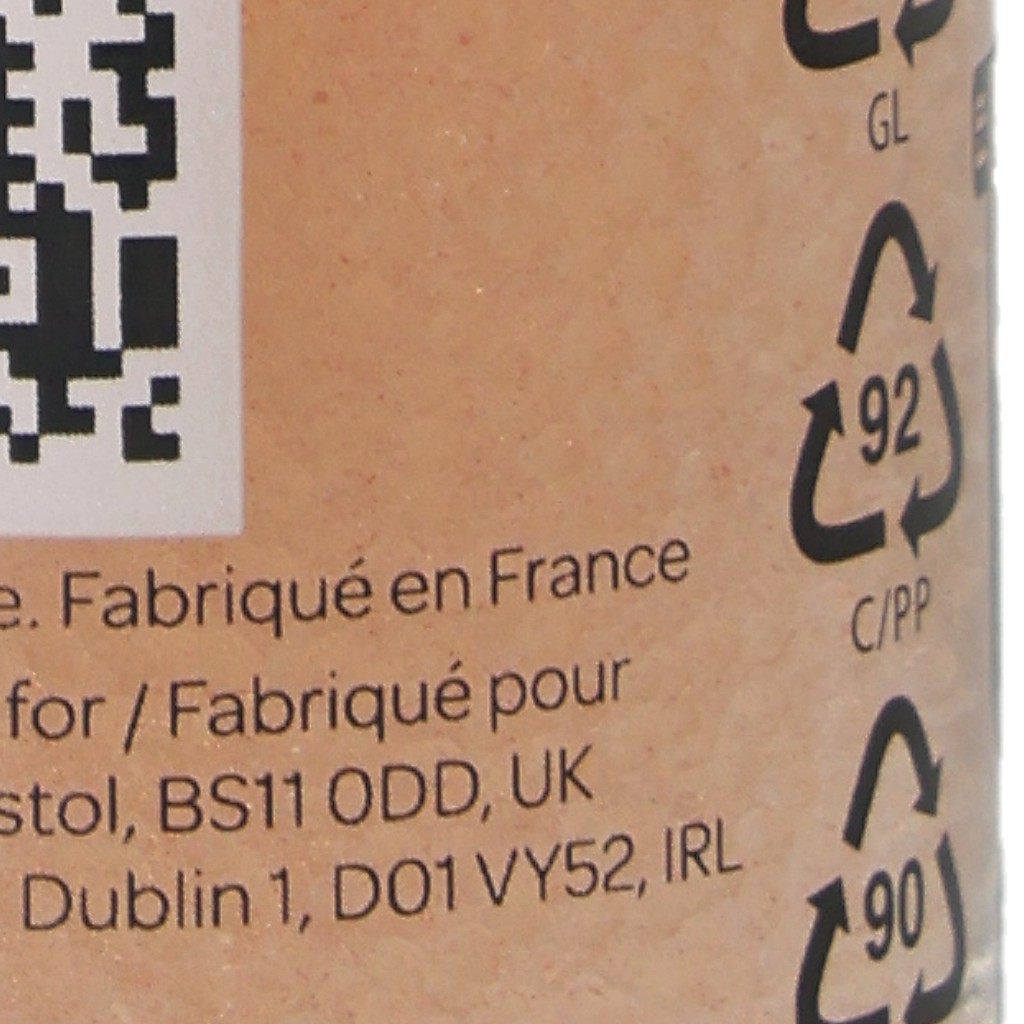 GL
92
C/PP
e. Fabriqué en France
for / Fabriqué pour
stol, BS11 0DD, UK
Dublin 1, D01 VY52, IRL
90